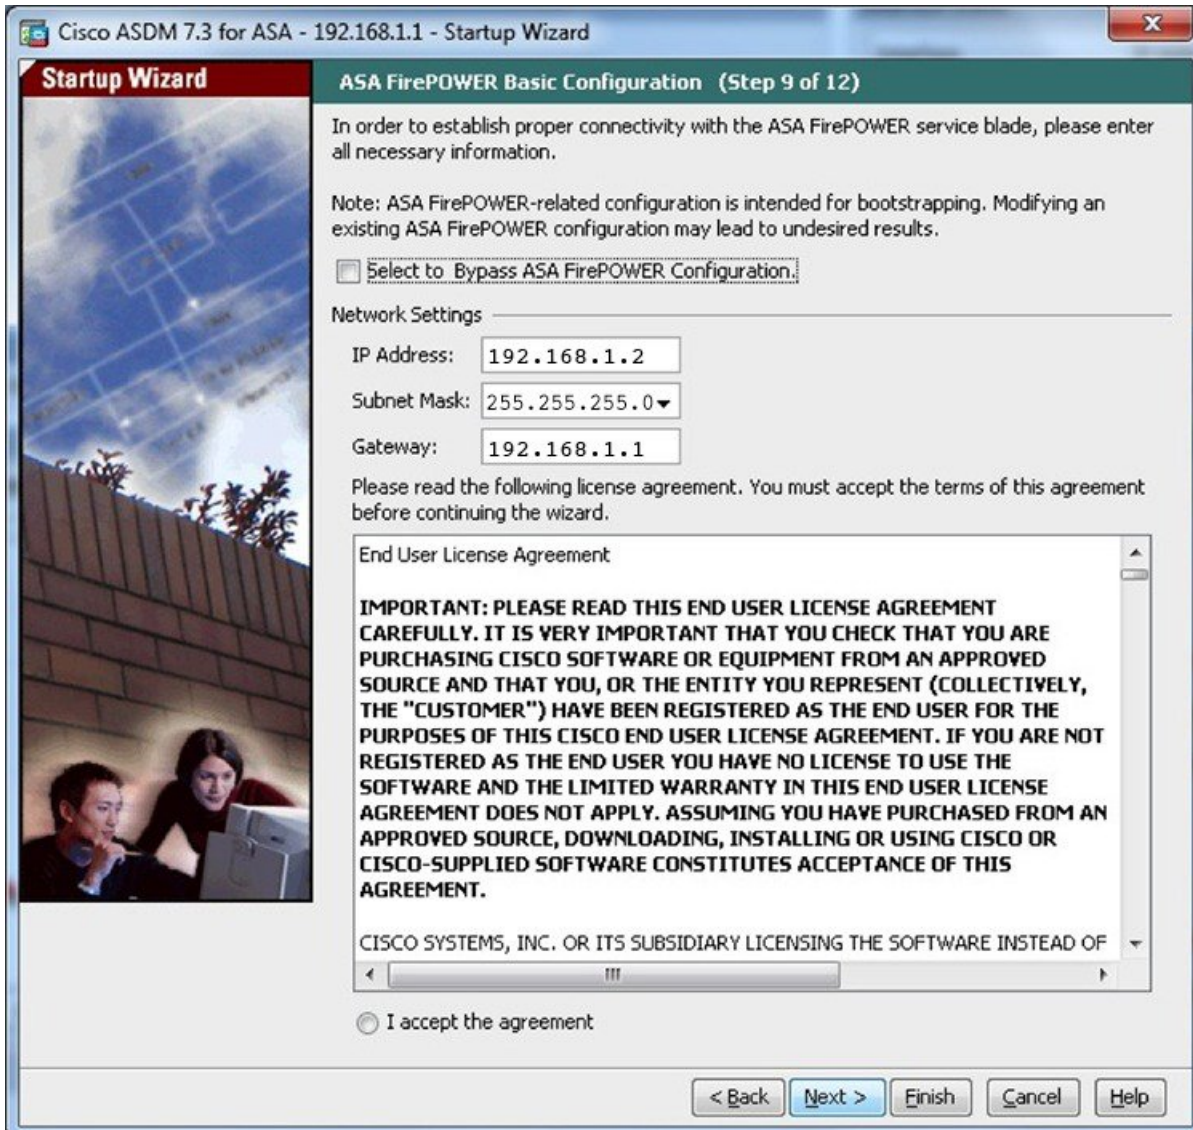 Cisco ASDM 7.3 for ASA - 192.168.1.1 - Startup Wizard
Startup Wizard
ASA FirePOWER Basic Configuration (Step 9 of 12)
In order to establish proper connectivity with the ASA FirePOWER service blade, please enter
all necessary information.
Note: ASA FirePOWER-related configuration is intended for bootstrapping. Modifying an
existing ASA FirePOWER configuration may lead to undesired results.
Select to Bypass ASA FirePOWER Configuration.
Network Settings
IP Address: 192.168.1.2
Subnet Mask: 255.255.255.0
Gateway: 192.168.1.1
Please read the following license agreement. You must accept the terms of this agreement
before continuing the wizard.
End User License Agreement
IMPORTANT: PLEASE READ THIS END USER LICENSE AGREEMENT
CAREFULLY. IT IS VERY IMPORTANT THAT YOU CHECK THAT YOU ARE
PURCHASING CISCO SOFTWARE OR EQUIPMENT FROM AN APPROVED
SOURCE AND THAT YOU, OR THE ENTITY YOU REPRESENT (COLLECTIVELY,
THE "CUSTOMER") HAVE BEEN REGISTERED AS THE END USER FOR THE
PURPOSES OF THIS CISCO END USER LICENSE AGREEMENT. IF YOU ARE NOT
REGISTERED AS THE END USER YOU HAVE NO LICENSE TO USE THE
SOFTWARE AND THE LIMITED WARRANTY IN THIS END USER LICENSE
AGREEMENT DOES NOT APPLY. ASSUMING YOU HAVE PURCHASED FROM AN
APPROVED SOURCE, DOWNLOADING, INSTALLING OR USING CISCO OR
CISCO-SUPPLIED SOFTWARE CONSTITUTES ACCEPTANCE OF THIS
AGREEMENT.
CISCO SYSTEMS, INC. OR ITS SUBSIDIARY LICENSING THE SOFTWARE INSTEAD OF
I accept the agreement
< Back Next > Finish Cancel Help